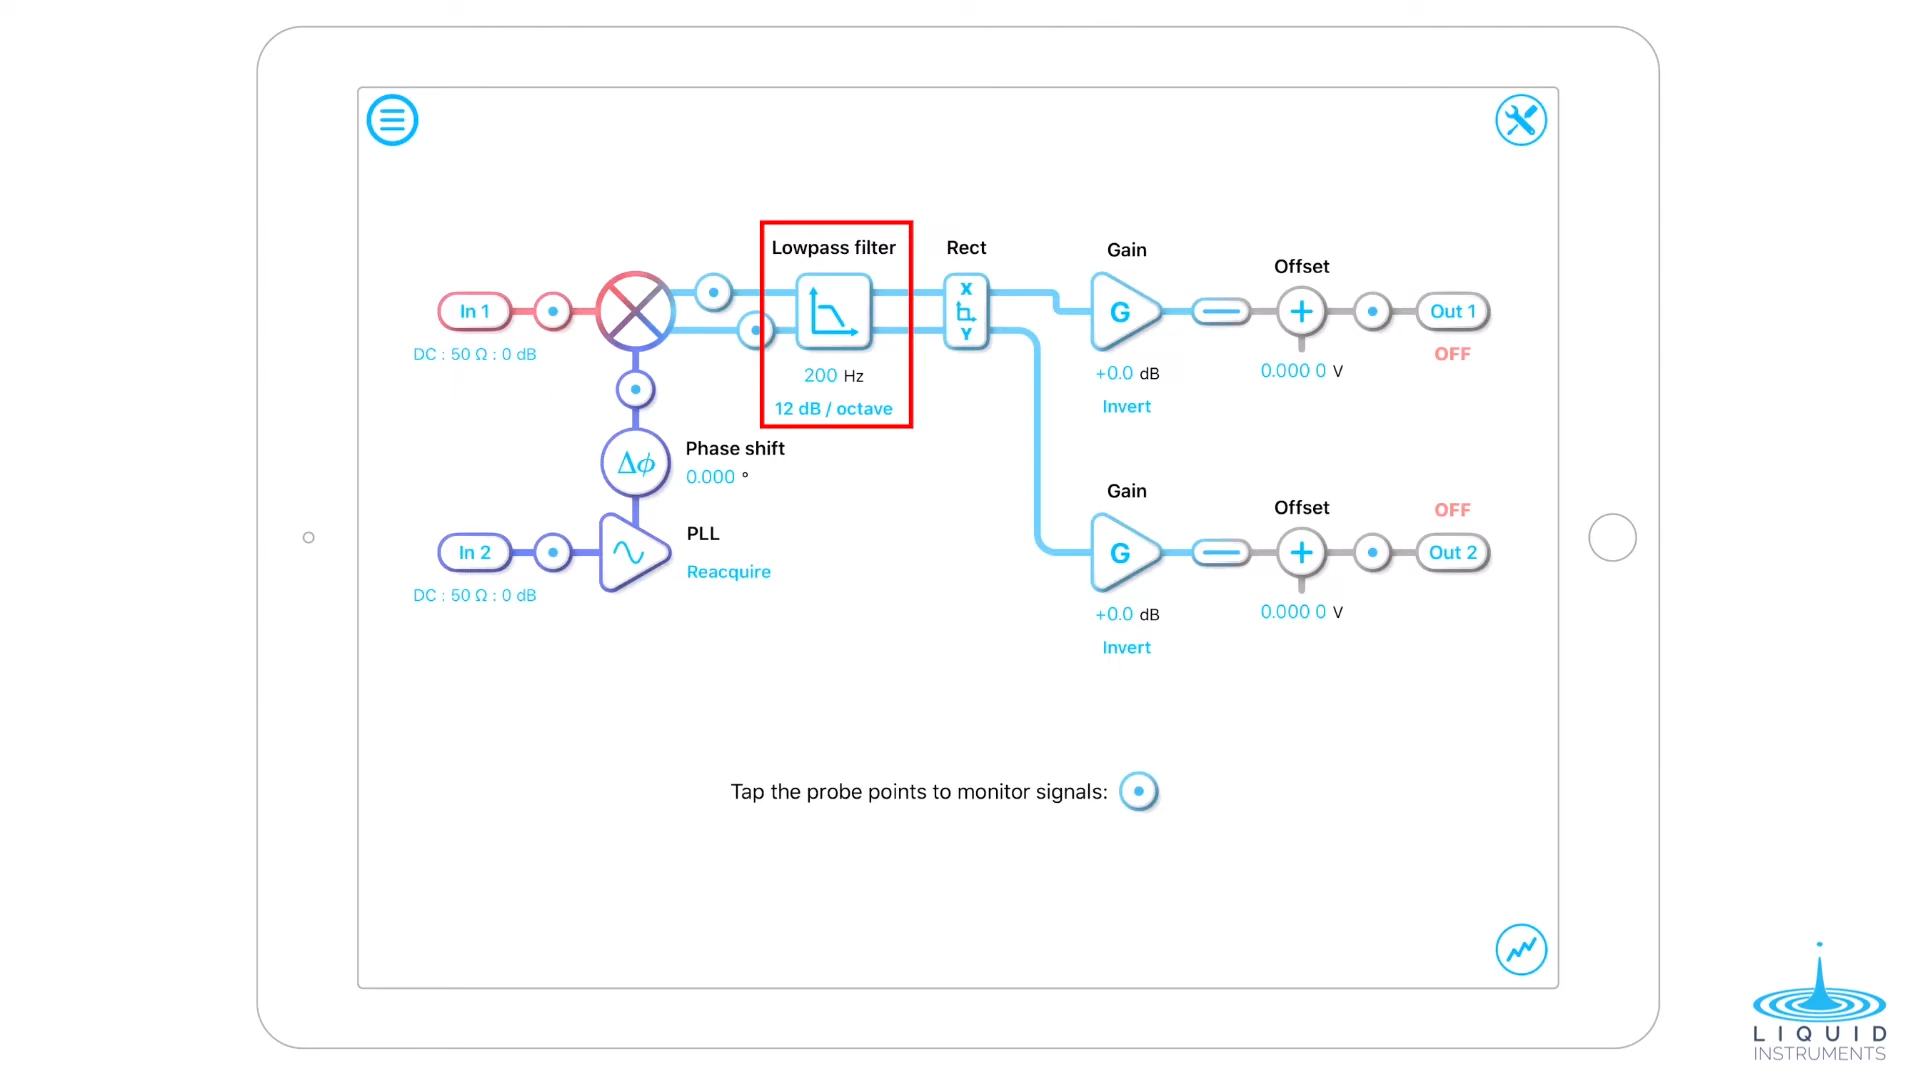 Lowpass filter
Rect
Gain
Offset
In 1
X
Y
G
Out 1
DC : 50 Ω : 0 dB
OFF
200 Hz
+0.0 dB
0.000 0 V
12 dB / octave
Invert
Δϕ
Phase shift
0.000 °
Gain
Offset
OFF
In 2
PLL
G
Out 2
Reacquire
DC : 50 Ω : 0 dB
+0.0 dB
0.000 0 V
Invert
Tap the probe points to monitor signals:
LIQUID
INSTRUMENTS